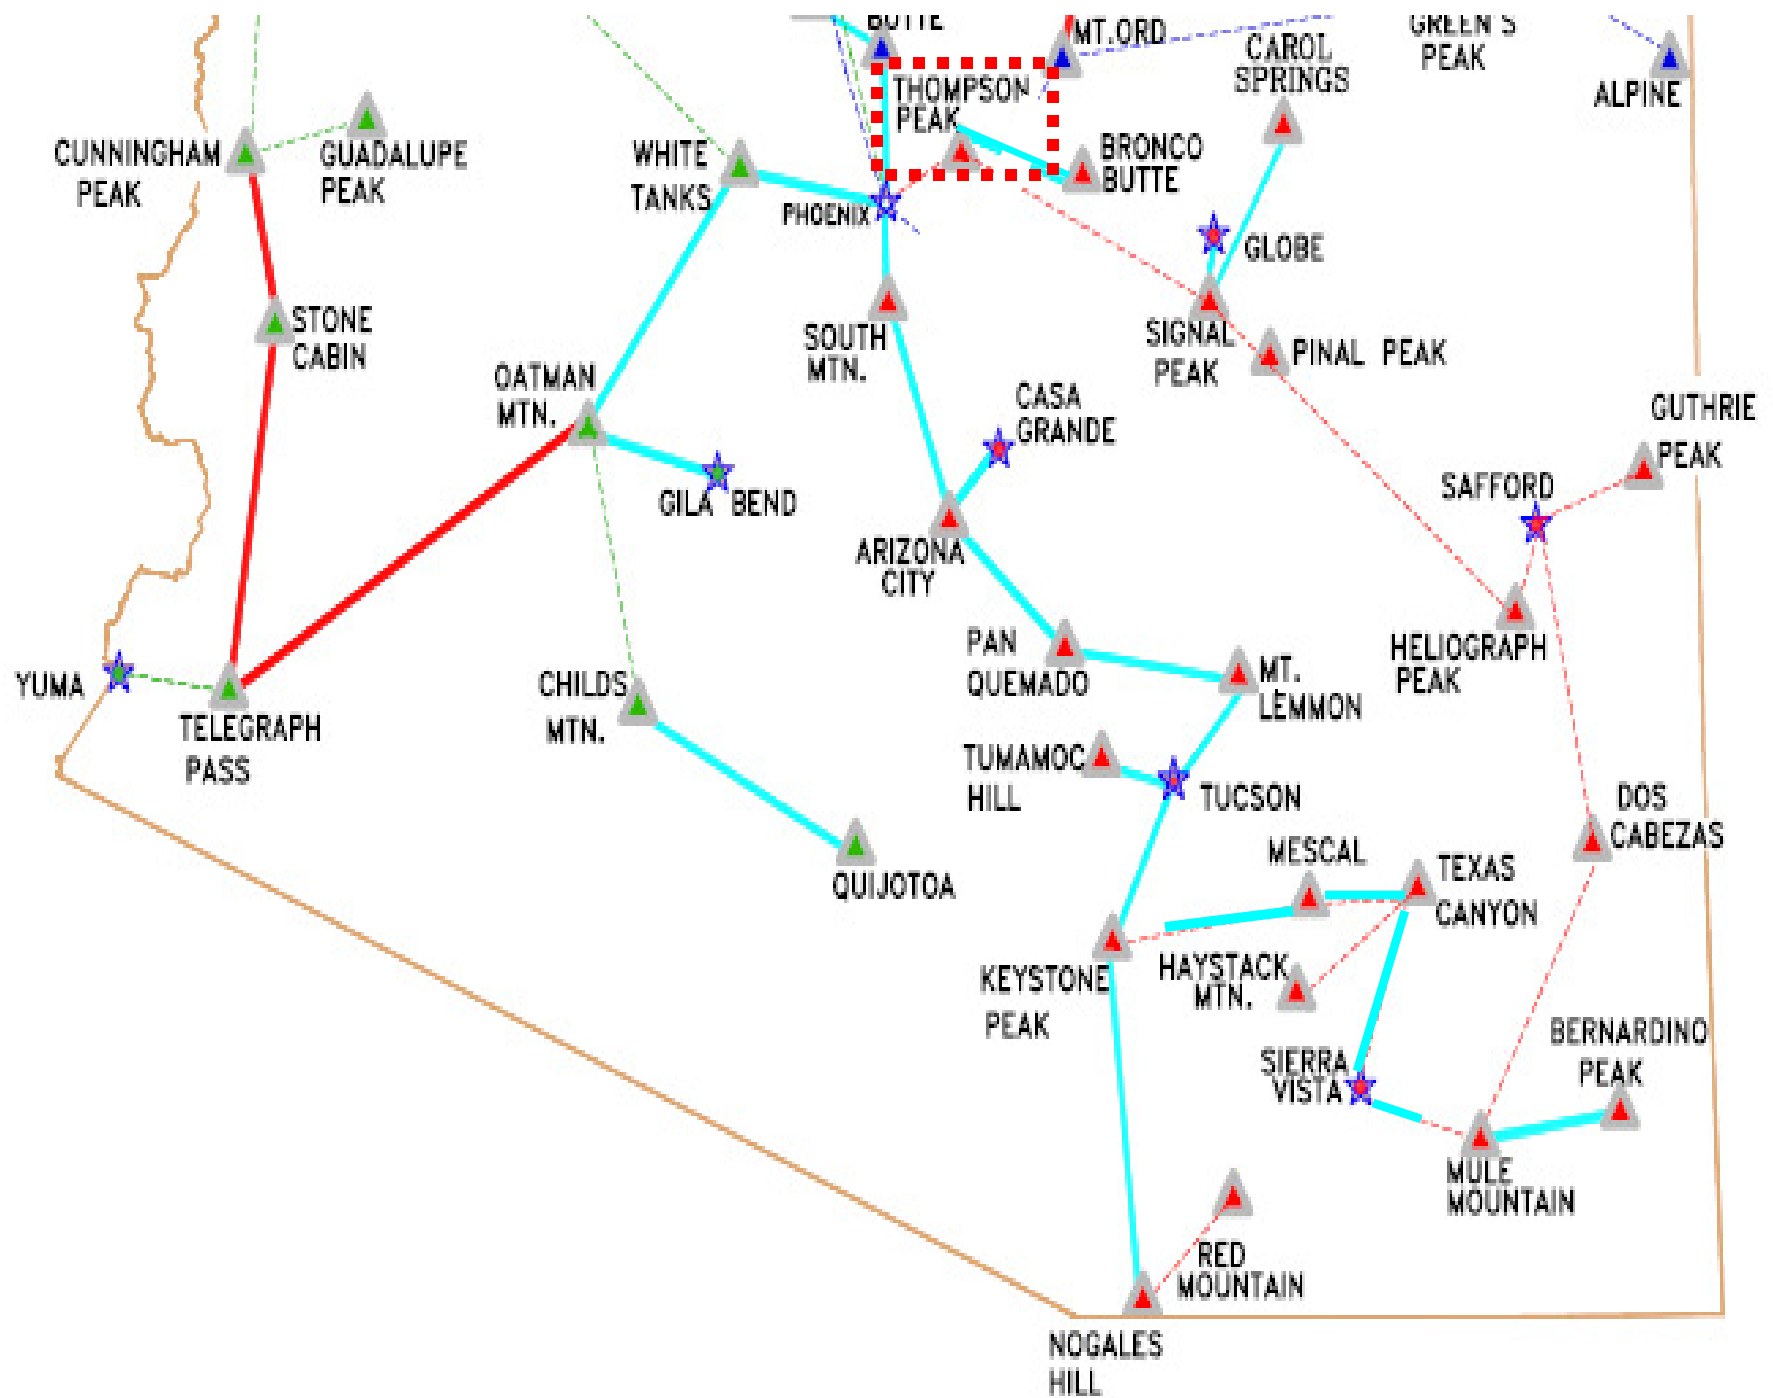 BUTTE
MT.ORD
GREEN'S
PEAK
CAROL
SPRINGS
ALPINE
THOMPSON
PEAK
CUNNINGHAM
PEAK
GUADALUPE
PEAK
WHITE
TANKS
BRONCO
BUTTE
PHOENIX
GLOBE
STONE
CABIN
SOUTH
MTN.
SIGNAL
PEAK
PINAL PEAK
OATMAN
MTN.
CASA
GRANDE
GUTHRIE
PEAK
GILA BEND
SAFFORD
ARIZONA
CITY
PAN
QUEMADO
HELIOGRAPH
PEAK
YUMA
TELEGRAPH
PASS
CHILDS
MTN.
MT.
LEMMON
TUMAMOC
HILL
TUCSON
DOS
CABEZAS
MESCAL
TEXAS
CANYON
QUIJOTOA
KEYSTONE
PEAK
HAYSTACK
MTN.
BERNARDINO
PEAK
SIERRA
VISTA
MULE
MOUNTAIN
RED
MOUNTAIN
NOGALES
HILL